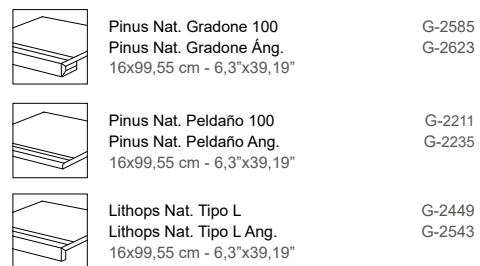 Pinus Nat. Gradone 100 G-2585
Pinus Nat. Gradone Áng. G-2623
16x99,55 cm - 6,3”x39,19”
Pinus Nat. Peldaño 100 G-2211
Pinus Nat. Peldaño Ang. G-2235
16x99,55 cm - 6,3”x39,19”
Lithops Nat. Tipo L G-2449
Lithops Nat. Tipo L Ang. G-2543
16x99,55 cm - 6,3”x39,19”